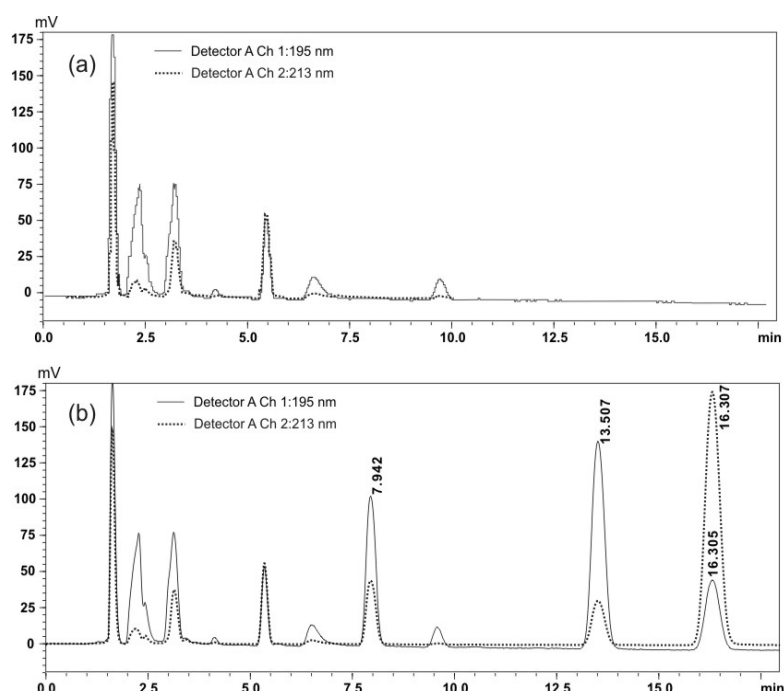 mV
175
(a)
Detector A Ch 1:195 nm
Detector A Ch 2:213 nm
150
125
100
75
50
25
0
0.0 2.5 5.0 7.5 10.0 12.5 15.0 min
mV
175
(b)
Detector A Ch 1:195 nm
Detector A Ch 2:213 nm
150
125
100
75
50
25
0
7.942
13.507
16.307
16.305
0.0 2.5 5.0 7.5 10.0 12.5 15.0 min